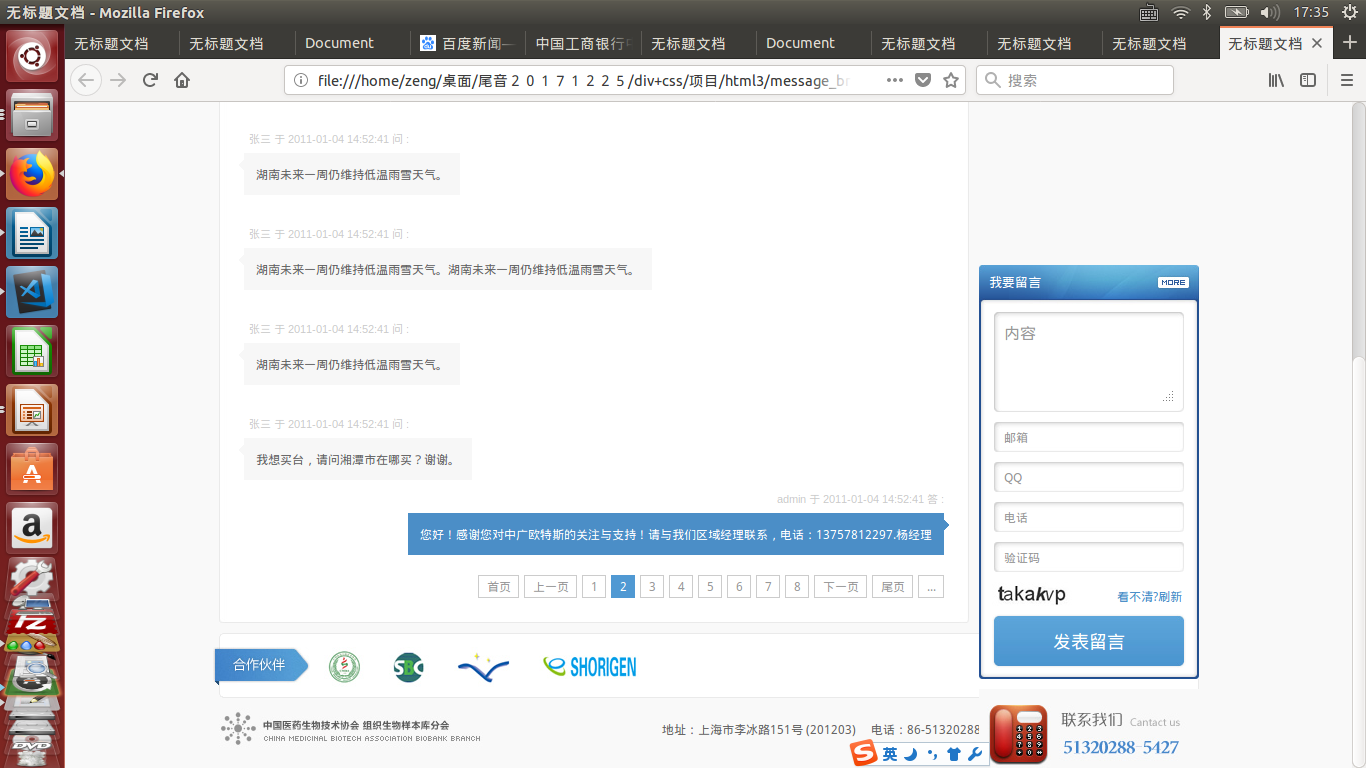 无标题文档 - Mozilla Firefox
17:35
无标题文档
无标题文档
Document
百度新闻—
中国工商银行
无标题文档
Document
无标题文档
无标题文档
无标题文档
无标题文档
file:///home/zeng/桌面/尾音２０１７１２２５/div+css/项目/html3/message_br
搜索
张三 于 2011-01-04 14:52:41 问 :
湖南未来一周仍维持低温雨雪天气。
张三 于 2011-01-04 14:52:41 问 :
湖南未来一周仍维持低温雨雪天气。湖南未来一周仍维持低温雨雪天气。
张三 于 2011-01-04 14:52:41 问 :
湖南未来一周仍维持低温雨雪天气。
张三 于 2011-01-04 14:52:41 问 :
我想买台，请问湘潭市在哪买？谢谢。
admin 于 2011-01-04 14:52:41 答 :
您好！感谢您对中广欧特斯的关注与支持！请与我们区域经理联系，电话：13757812297.杨经理
首页 上一页 1 2 3 4 5 6 7 8 下一页 尾页 ...
我要留言
MORE
内容
邮箱
QQ
电话
验证码
takakvp
看不清?刷新
发表留言
合作伙伴
SBC
SHORIGEN
中国医药生物技术协会 组织生物样本库分会
CHINA MEDICINAL BIOTECH ASSOCIATION BIOBANK BRANCH
地址：上海市李冰路151号 (201203) 电话：86-51320288
联系我们 Cantact us
51320288-5427
英